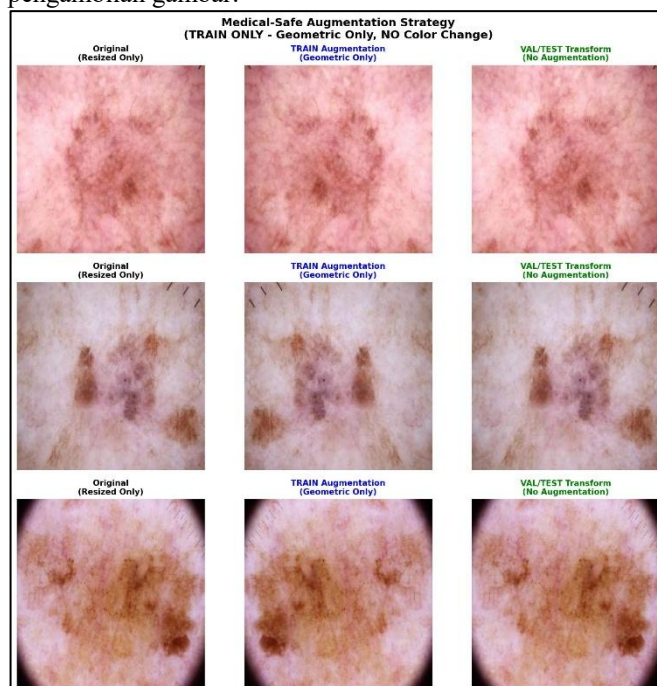 pengambilan gambar.
Medical-Safe Augmentation Strategy
(TRAIN ONLY - Geometric Only, NO Color Change)
Original
(Resized Only)
TRAIN Augmentation
(Geometric Only)
VAL/TEST Transform
(No Augmentation)
Original
(Resized Only)
TRAIN Augmentation
(Geometric Only)
VAL/TEST Transform
(No Augmentation)
Original
(Resized Only)
TRAIN Augmentation
(Geometric Only)
VAL/TEST Transform
(No Augmentation)